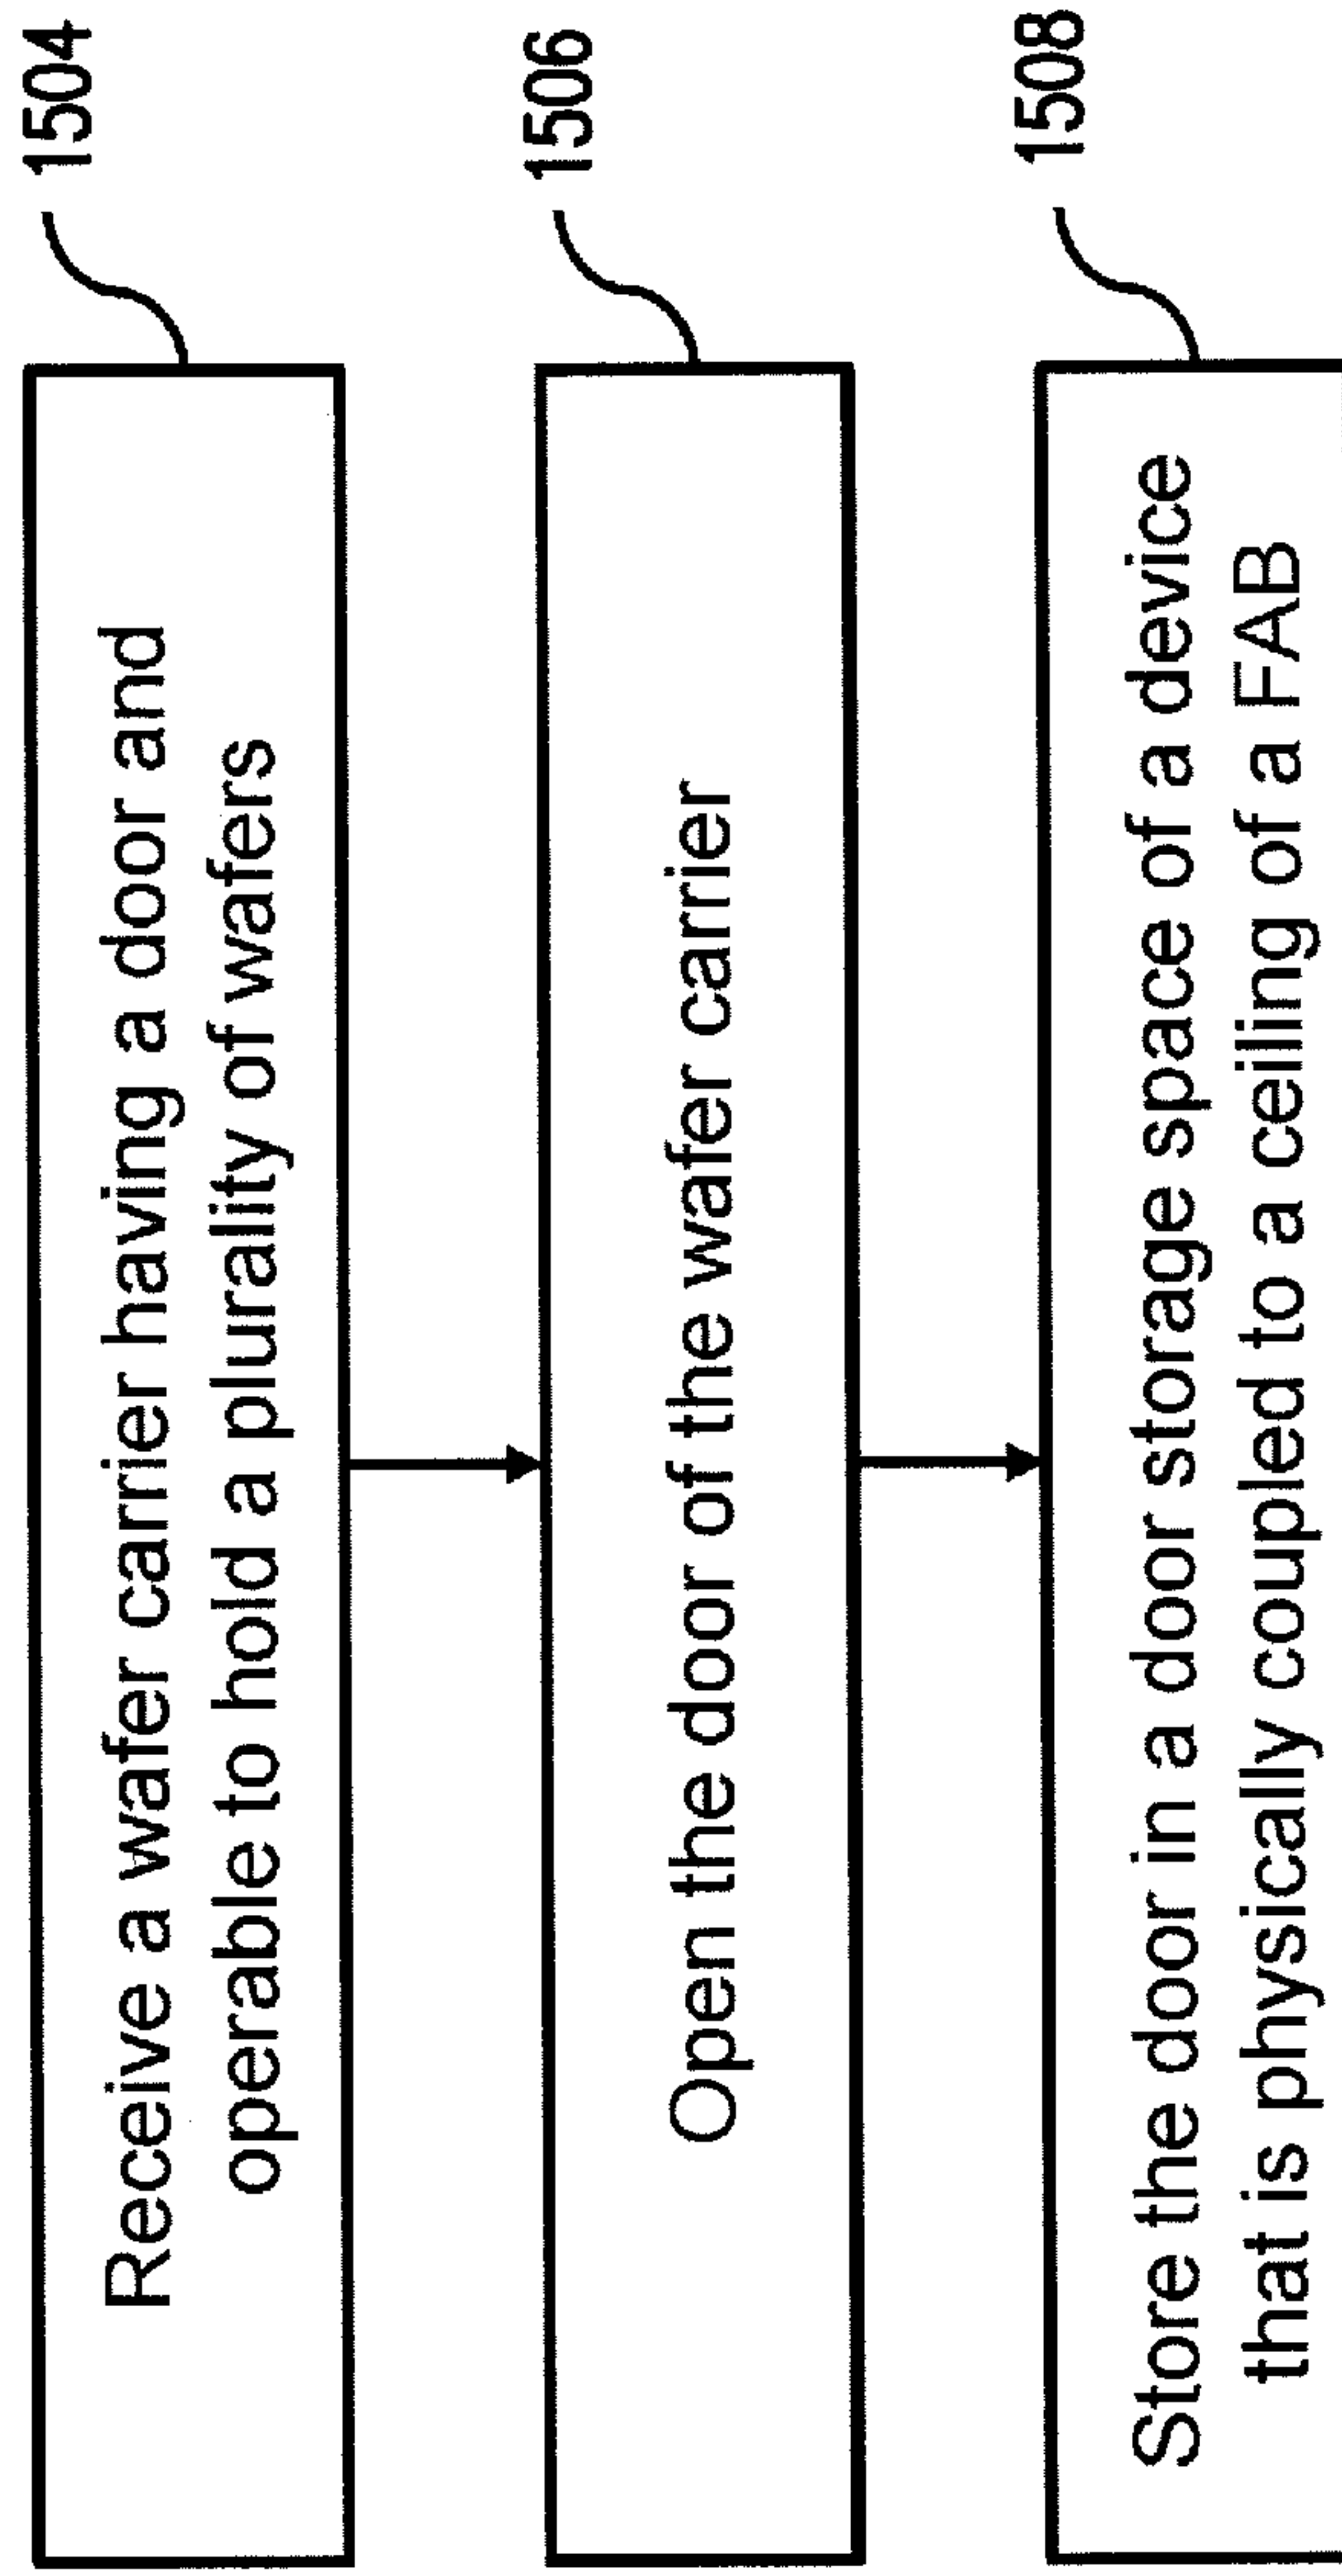 1504
Receive a wafer carrier having a door and
operable to hold a plurality of wafers
1506
Open the door of the wafer carrier
1508
Store the door in a door storage space of a device
that is physically coupled to a ceiling of a FAB